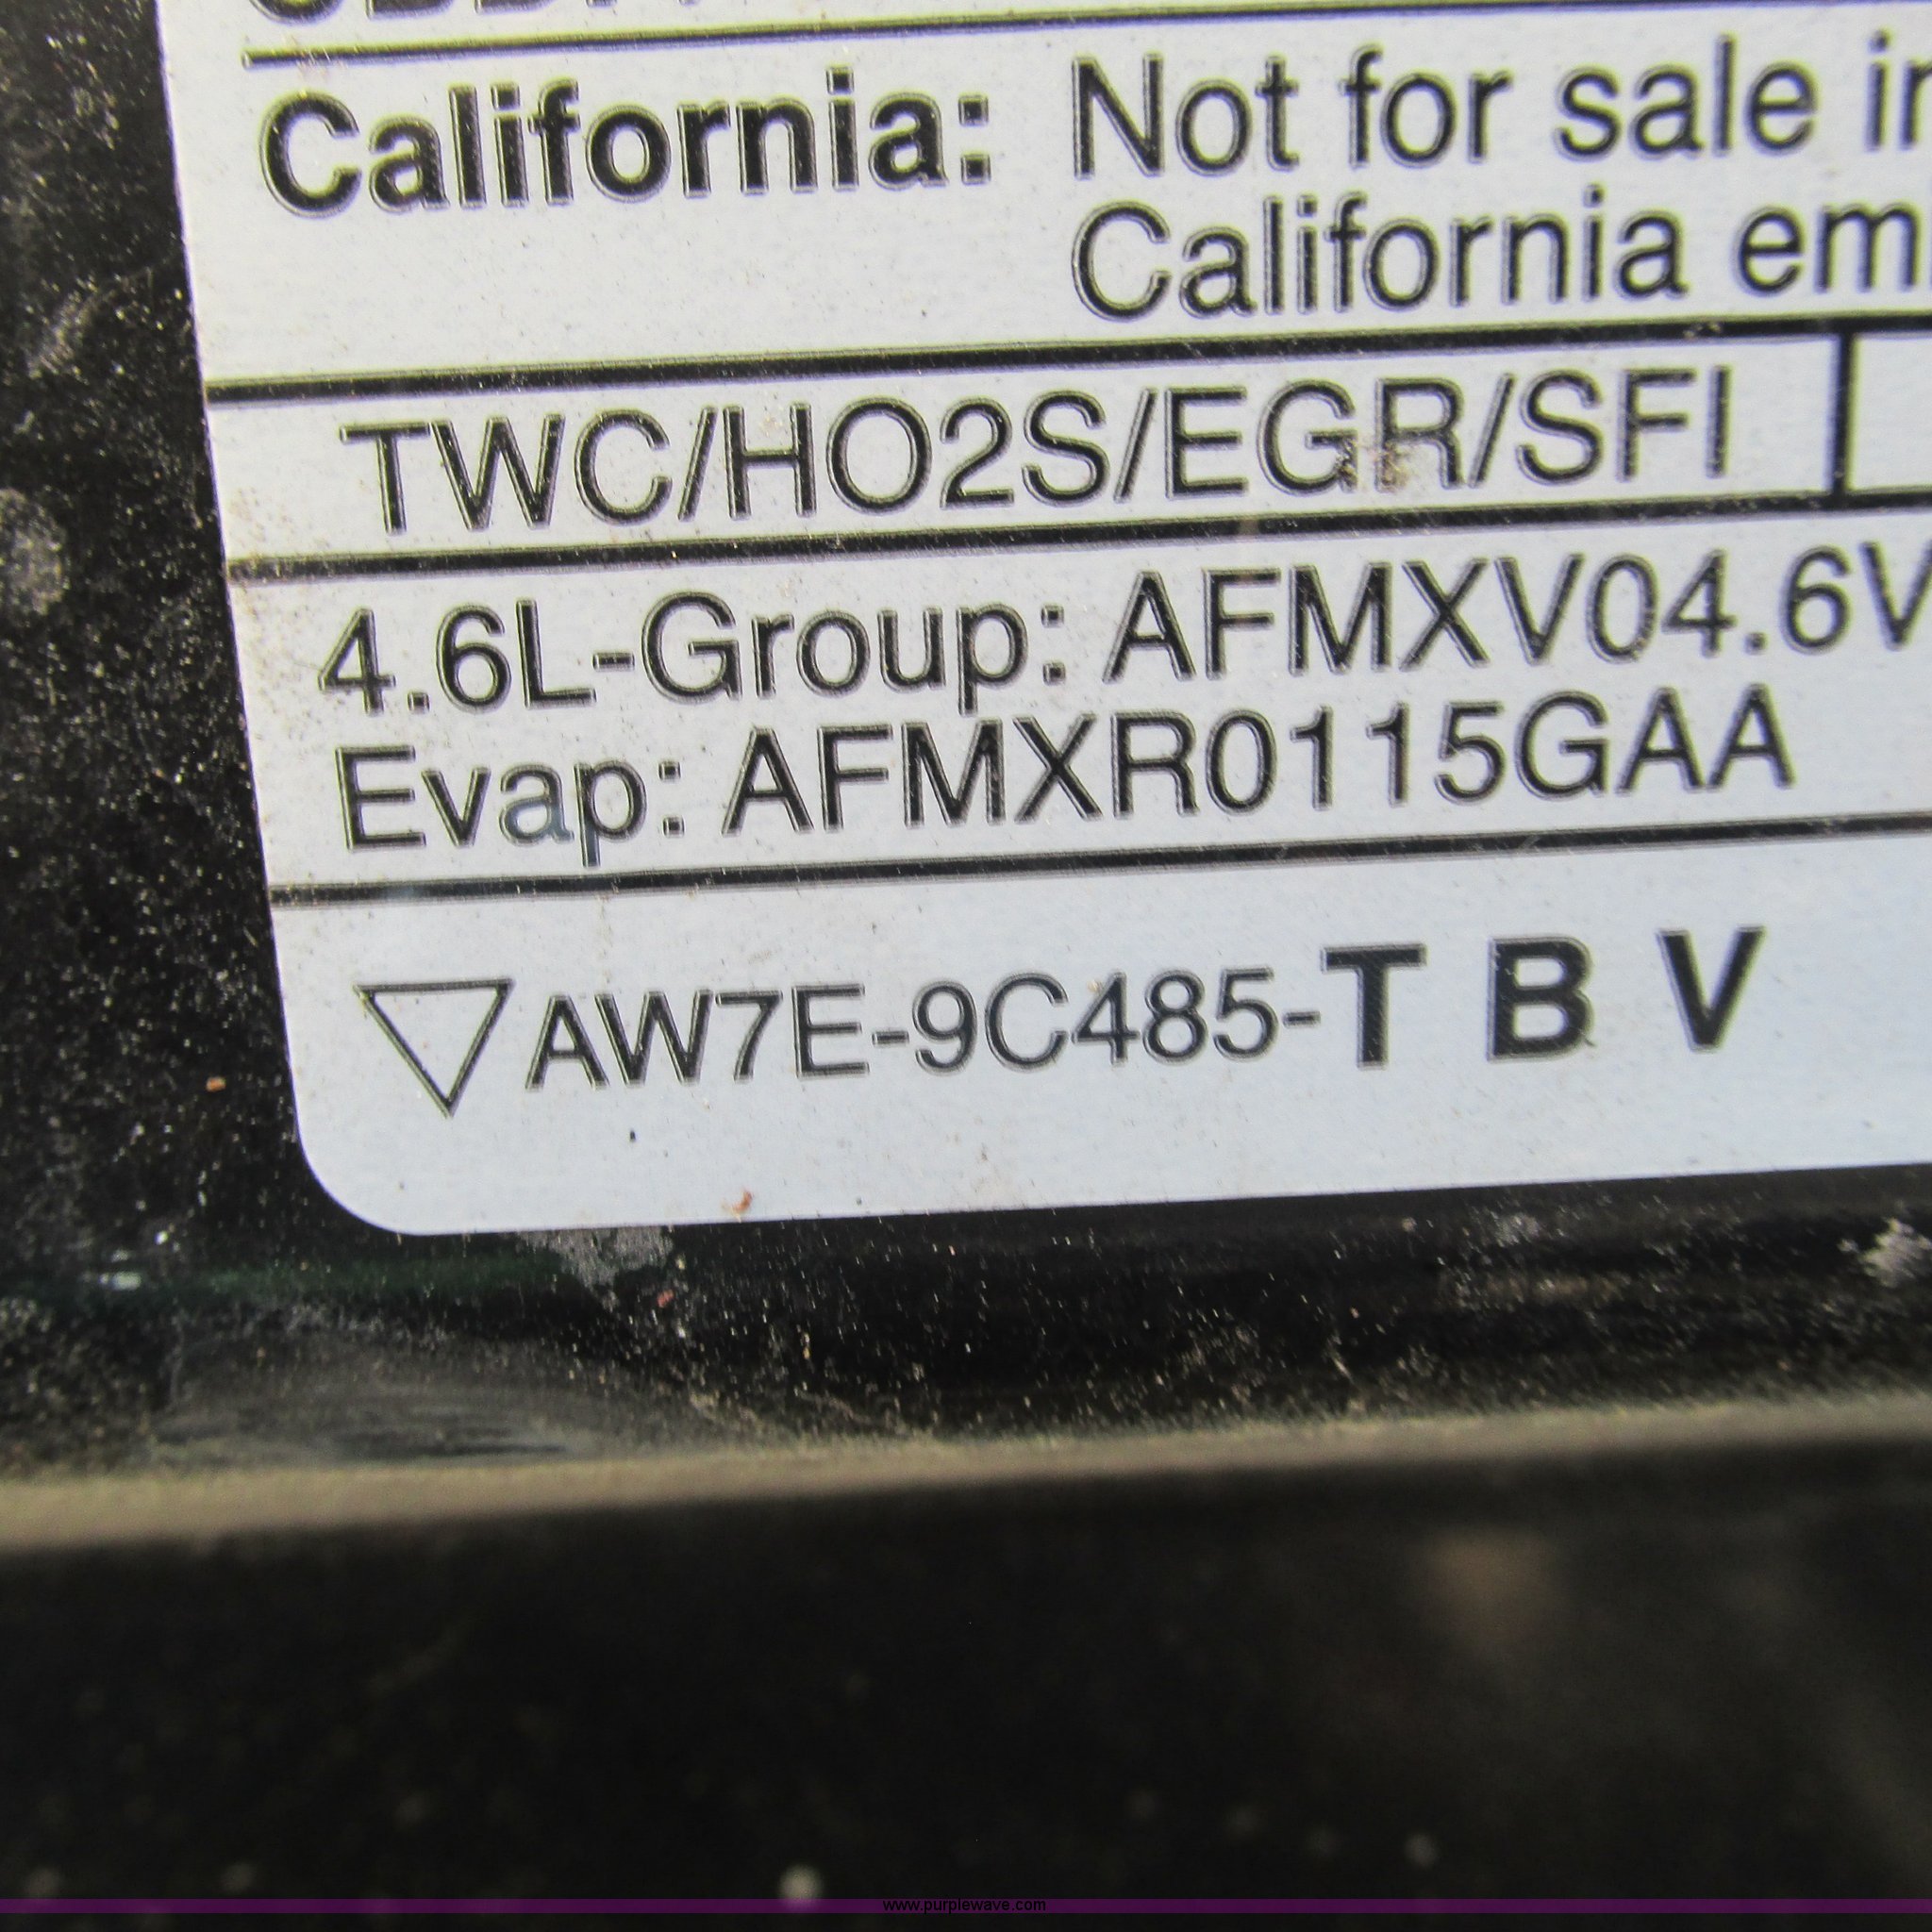 California: Not for sale in
California em
TWC/HO2S/EGR/SFI
4.6L-Group: AFMXV04.6V
Evap: AFMXR0115GAA
▽AW7E-9C485-T B V
www.purplewave.com